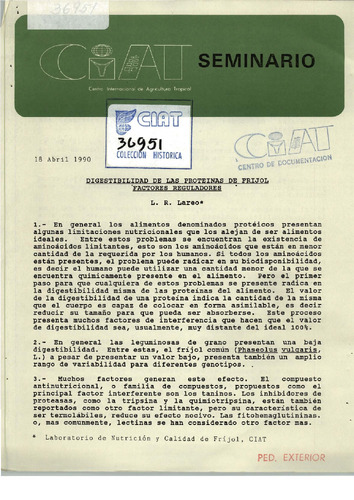 36951
CIAT SEMINARIO
Centro Internacional de Agricultura Tropical
CIAT
36951
COLECCION HISTORICA
CIAT
CENTRO DE DOCUMENTACION
18 Abril 1990
DIGESTIBILIDAD DE LAS PROTEINAS DE FRIJOL
FACTORES REGULADORES
L. R. Lareo*
1.- En general los alimentos denominados protéicos presentan
algunas limitaciones nutricionales que los alejan de ser alimentos
ideales. Entre estos problemas se encuentran la existencia de
aminoácidos limitantes, esto son los aminoácidos que están en menor
cantidad de la requerida por los humanos. Si todos los aminoácidos
están presentes, el problema puede radicar en su biodisponibilidad,
es decir el humano puede utilizar una cantidad menor de la que se
encuentra quimicamente presente en el alimento. Pero el primer
paso para qualquiera de estos problemas se presente radica en
la digestibilidad misma de las proteínas del alimento. El valor
de la digestibilidad de una proteína indica la cantidad de la misma
que el cuerpo es capaz de colocar en forma asimilable, es decir
reducir su tamaño para que pueda ser absorberse. Este proceso
presenta muchos factores de interferencia que hacen que el valor
de digestibilidad sea, usualmente, muy distante del ideal 100%.
2.- En general las leguminosas de grano presentan una baja
digestibilidad. Entre estas, el frijol común (Phaseolus vulgaris,
L.) a pesar de presentar un valor bajo, presenta también un amplio
rango de variabilidad para diferentes genotipos.
3.- Muchos factores generan este efecto. El compuesto
antinutricional, o familia de compuestos, propuestos como el
principal factor interferente son los taninos. Los inhibidores de
proteasas, como la tripsina y la quimiotripsina, están también
reportados como otro factor limitante, pero su característica de
ser termolabiles, reduce su efecto nocivo. Las fitohemaglutininas.
o, mas comunmente, lectinas se han considerado otro factor mas.
* Laboratorio de Nutrición y Calidad de Frijol, CIAT
PED. EXTERIOR